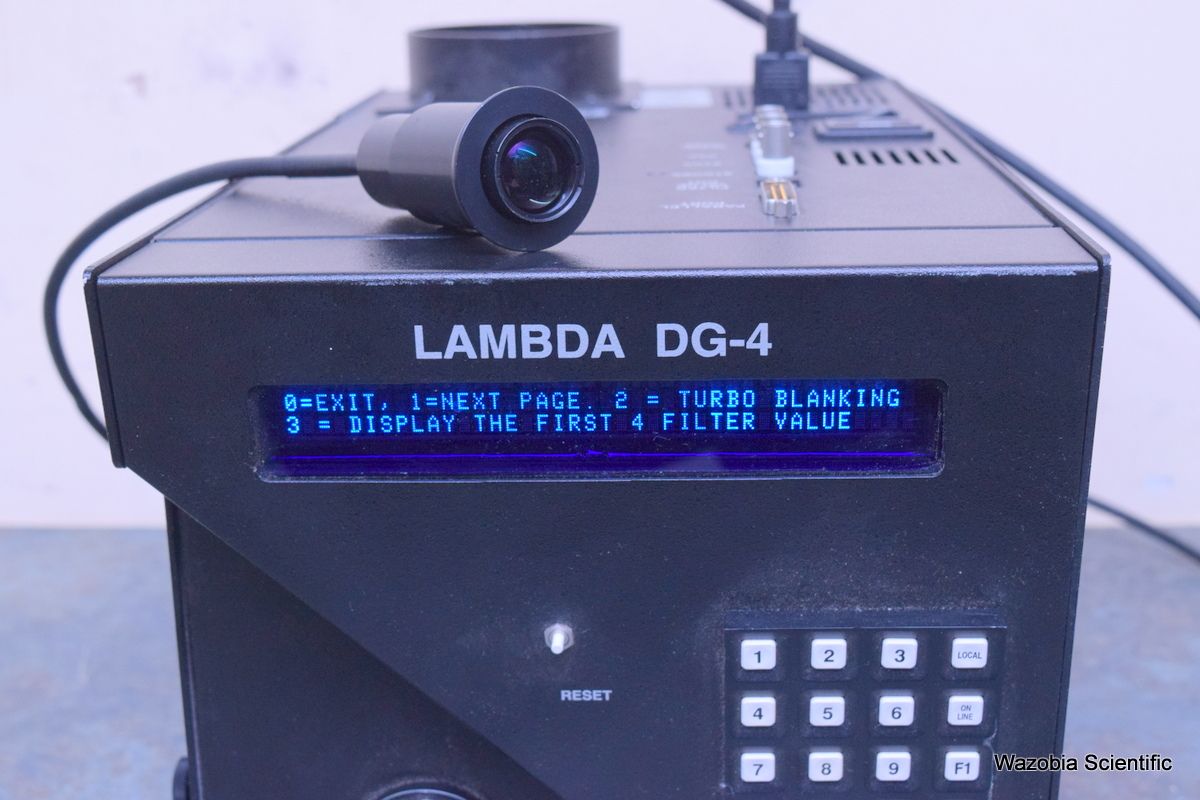 LAMBDA DG-4
0=EXIT, 1=NEXT PAGE. 2 = TURBO BLANKING
3 = DISPLAY THE FIRST 4 FILTER VALUE
RESET
1 2 3 LOCAL
4 5 6 ON LINE
7 8 9 F1
Wazobia Scientific